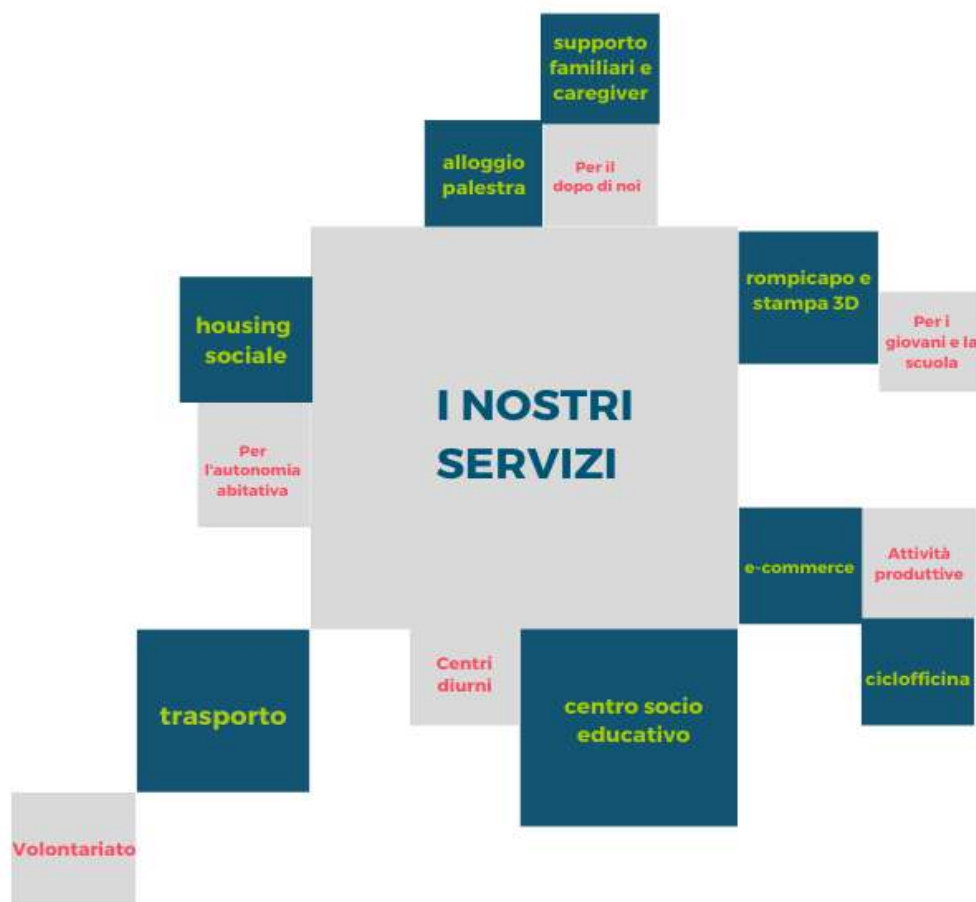 supporto
familiari e
caregiver
alloggio
palestra
Per il
dopo di noi
rompicapo e
stampa 3D
Per i
giovani e la
scuola
housing
sociale
Per
l'autonomia
abitativa
I NOSTRI
SERVIZI
e-commerce
Attività
produttive
ciclofficina
Centri
diurni
centro socio
educativo
trasporto
Volontariato